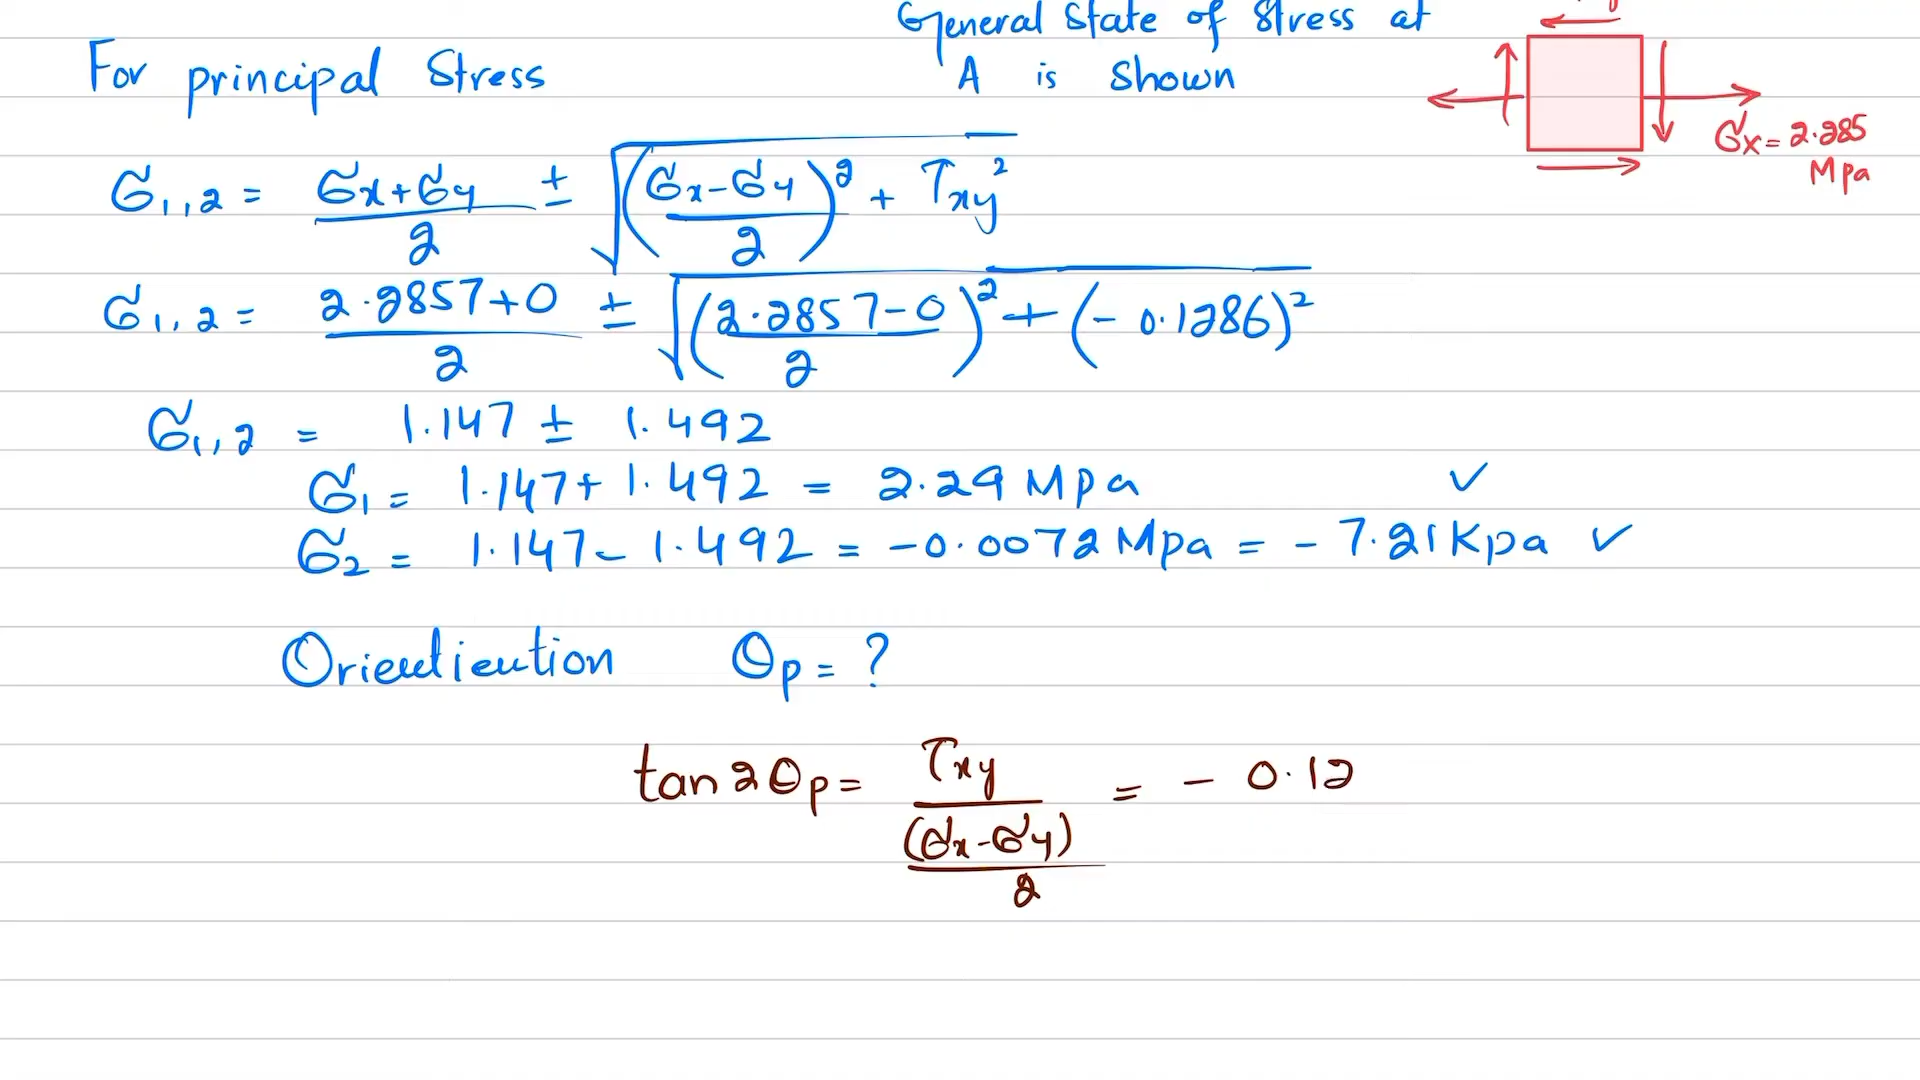 General State of Stress at
A is Shown
For principal Stress
σx = 2.285
Mpa
σ1,2 = σx+σy/2 ± √((σx-σy/2)² + τxy²)
σ1,2 = 2.2857+0/2 ± √((2.2857-0/2)² + (-0.1286)²)
σ1,2 = 1.147 ± 1.492
σ1 = 1.147+ 1.492 = 2.29 Mpa ✓
σ2 = 1.147- 1.492 = -0.0072 Mpa = - 7.21 Kpa ✓
Orientication θp = ?
tan2θp = τxy/((σx-σy)/2) = - 0.12